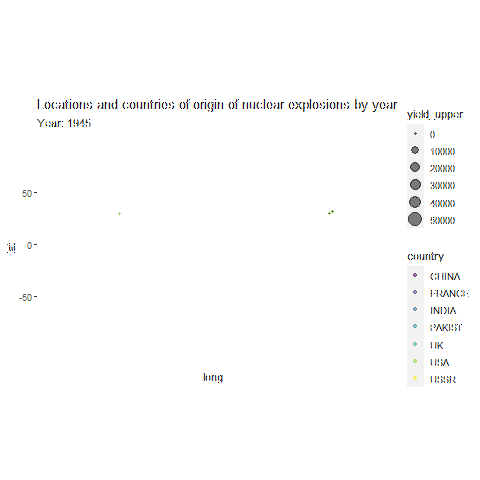 Locations and countries of origin of nuclear explosions by year
Year: 1945
50
0
-50
lat
long
yield_upper
0
10000
20000
30000
40000
50000
country
CHINA
FRANCE
INDIA
PAKIST
UK
USA
USSR